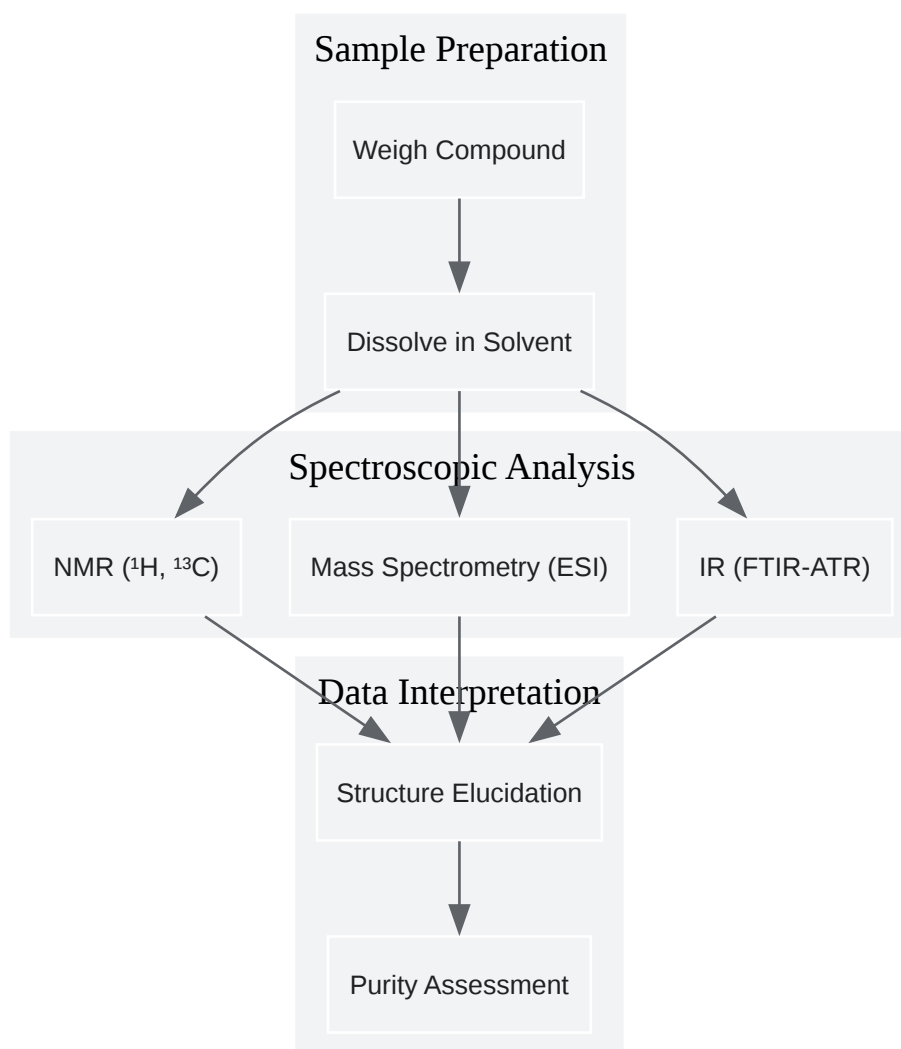 Sample Preparation
Weigh Compound
Dissolve in Solvent
Spectroscopic Analysis
NMR (¹H, ¹³C)
Mass Spectrometry (ESI)
IR (FTIR-ATR)
Data Interpretation
Structure Elucidation
Purity Assessment